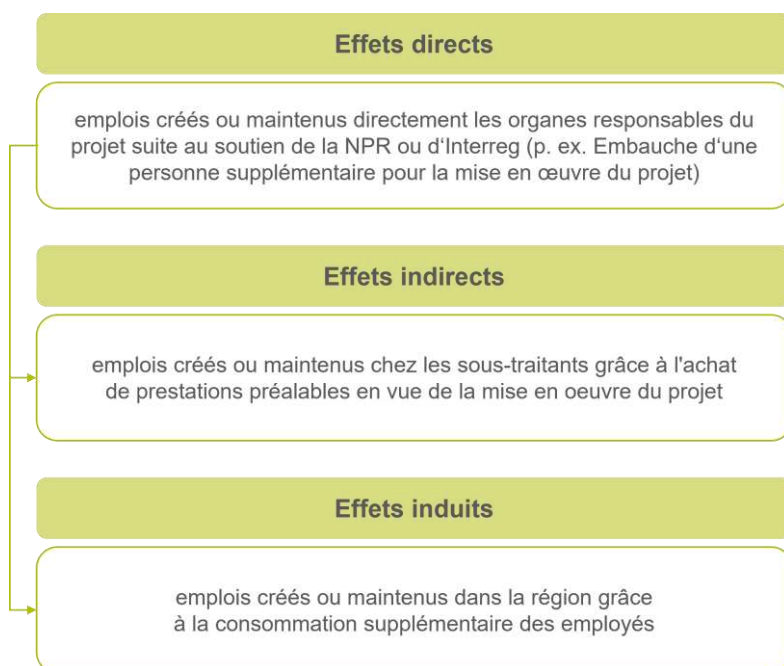 Effets directs
emplois créés ou maintenus directement les organes responsables du
projet suite au soutien de la NPR ou d‘Interreg (p. ex. Embauche d‘une
personne supplémentaire pour la mise en œuvre du projet)
Effets indirects
emplois créés ou maintenus chez les sous-traitants grâce à l'achat
de prestations préalables en vue de la mise en oeuvre du projet
Effets induits
emplois créés ou maintenus dans la région grâce
à la consommation supplémentaire des employés